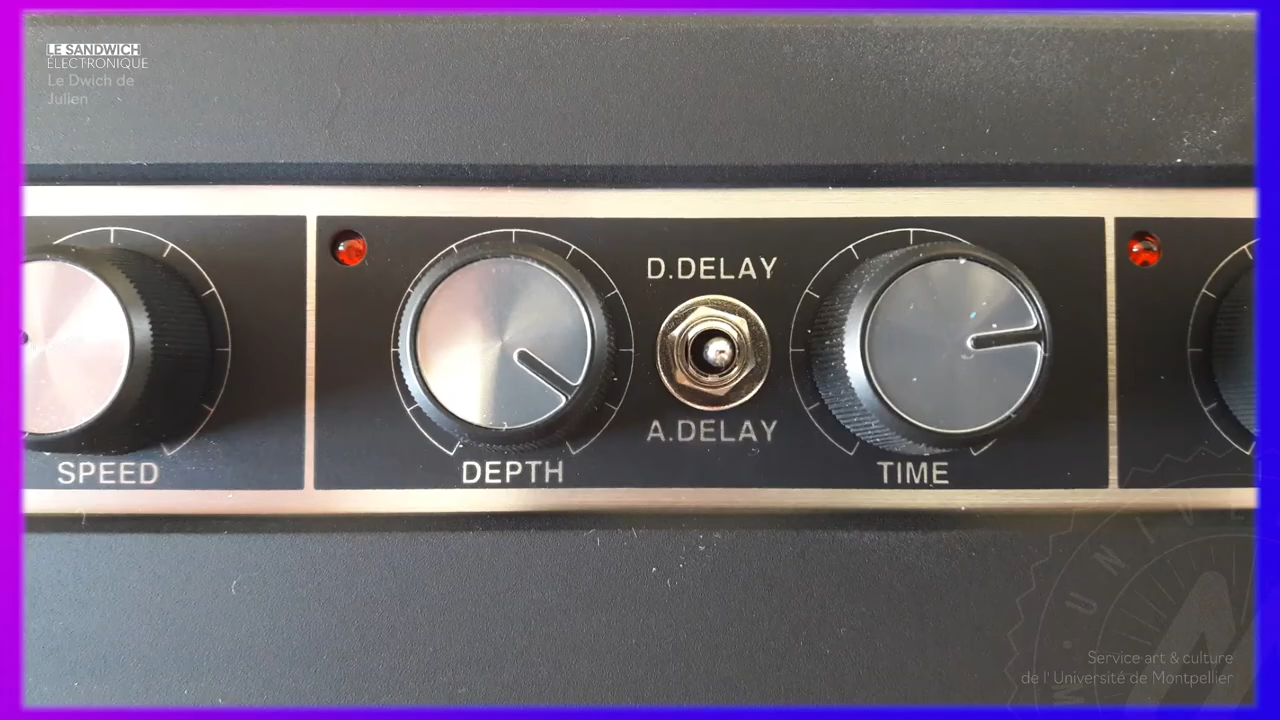 LE SANDWICH
ÉLECTRONIQUE
Le Dwich de
Julien
D.DELAY
A.DELAY
SPEED
DEPTH
TIME
Service art & culture
de l' Université de Montpellier